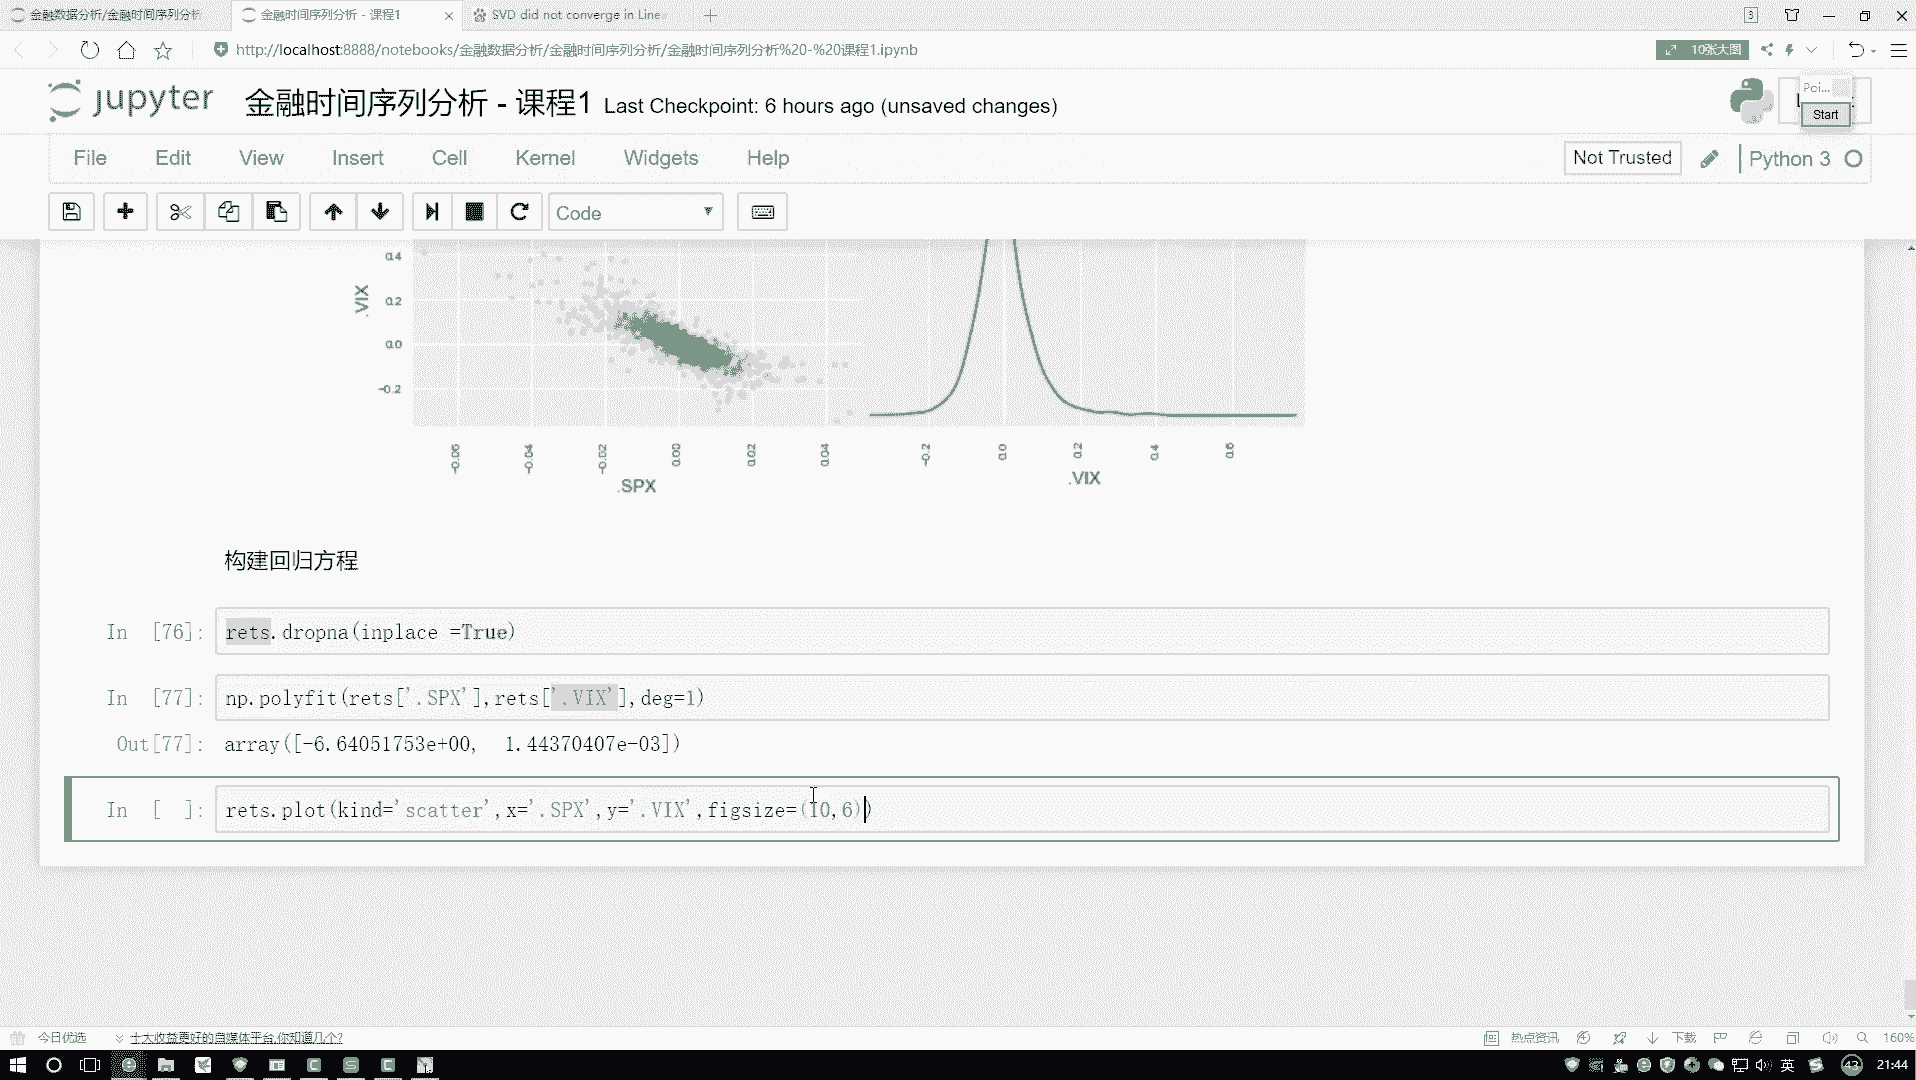 金融数据分析/金融时间序列分析
金融时间序列分析 - 课程1
SVD did not converge in Line
3
http://localhost:8888/notebooks/金融数据分析/金融时间序列分析/金融时间序列分析%20-%20课程1.ipynb
10张大图
jupyter
金融时间序列分析 - 课程1 Last Checkpoint: 6 hours ago (unsaved changes)
Poi...
Start
File Edit View Insert Cell Kernel Widgets Help
Not Trusted
Python 3
Code
0.4
0.2
0.0
-0.2
.VIX
-0.06 -0.04 -0.02 0.00 0.02 0.04
.SPX
-0.2 0.0 0.2 0.4 0.6
.VIX
构建回归方程
In [76]: rets.dropna(inplace =True)
In [77]: np.polyfit(rets['.SPX'],rets['.VIX'],deg=1)
Out[77]: array([-6.64051753e+00, 1.44370407e-03])
In [ ]: rets.plot(kind='scatter',x='.SPX',y='.VIX',figsize=(10,6))
今日优选
十大收益更好的自媒体平台,你知道几个?
热点资讯
下载
160%
英
43
21:44